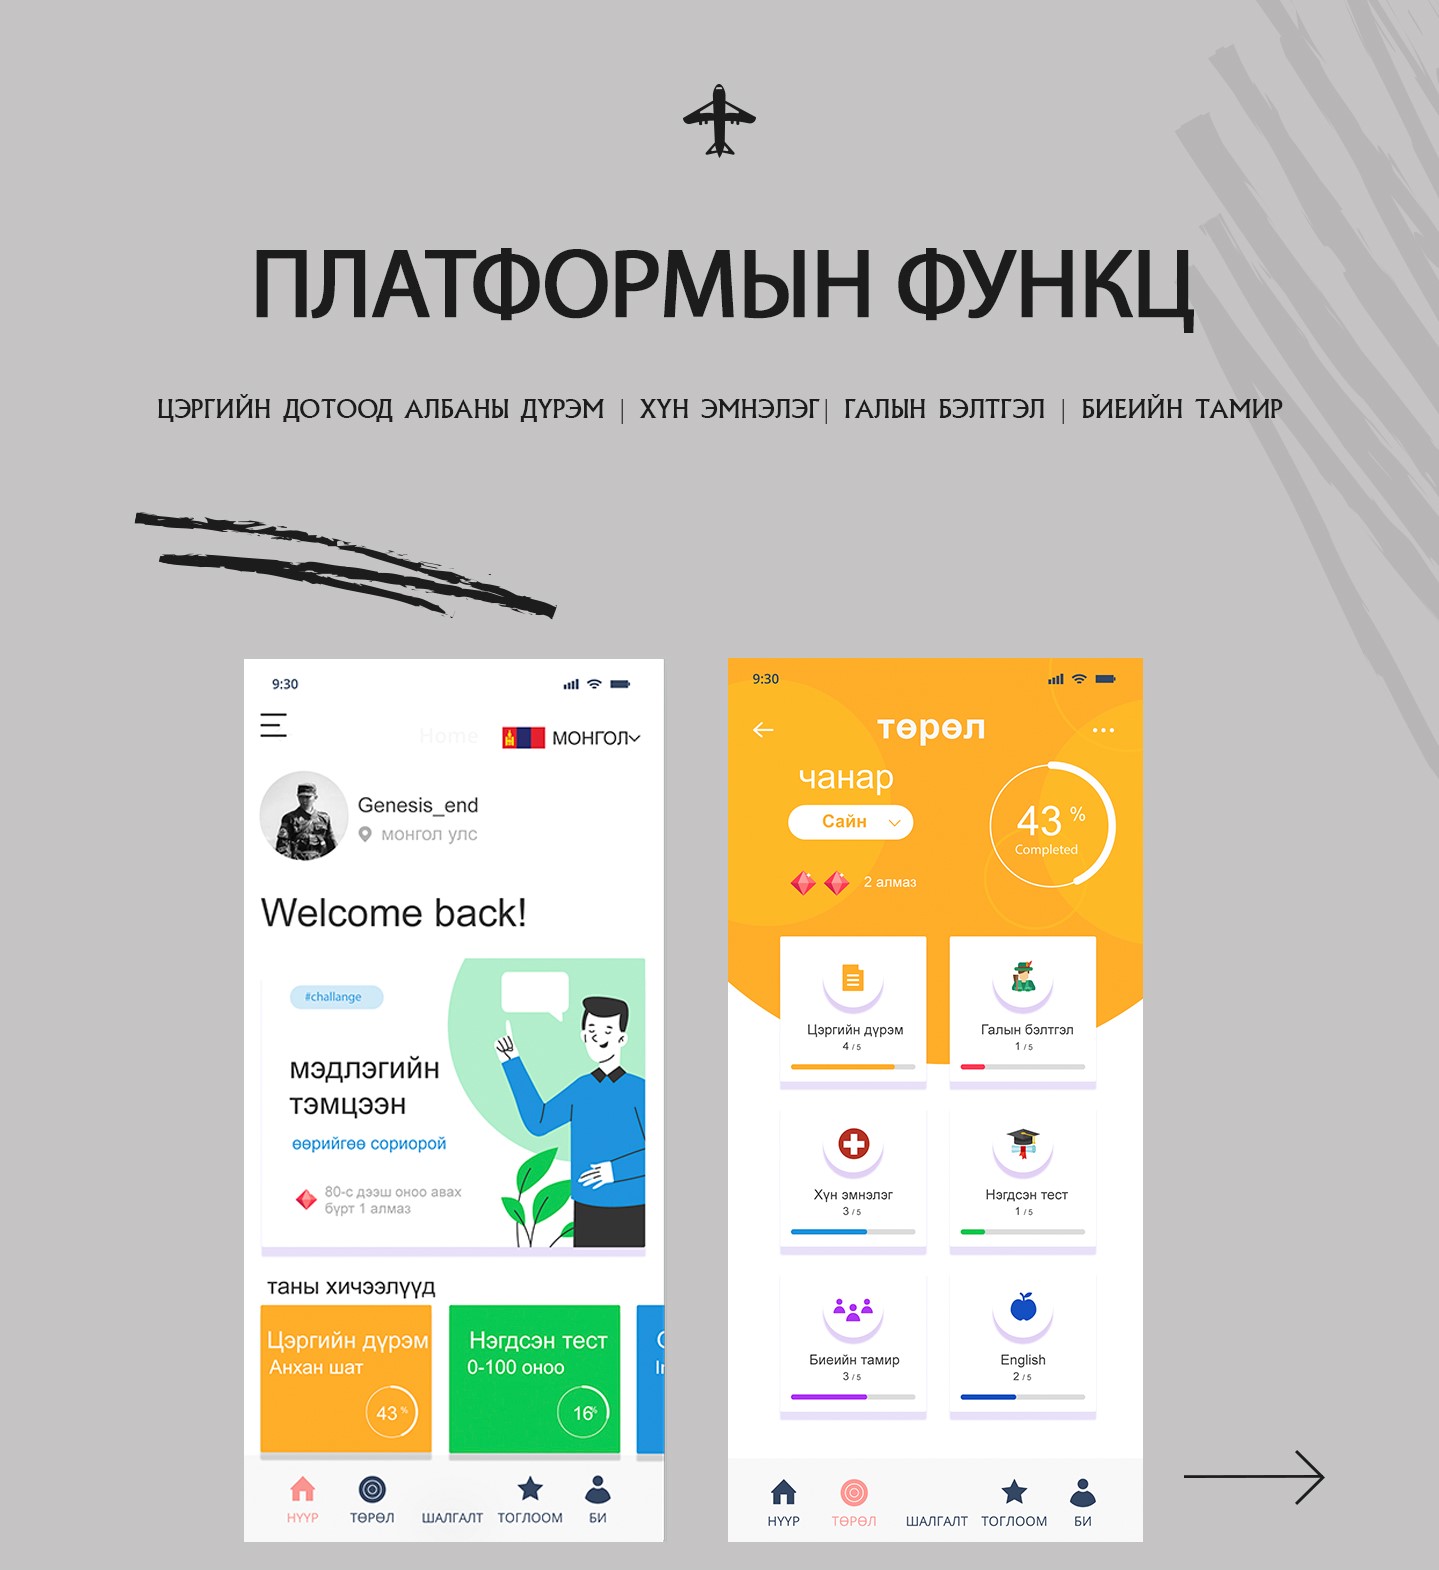 ПЛАТФОРМЫН ФУНКЦ
ЦЭРГИЙН ДОТООД АЛБАНЫ ДҮРЭМ | ХҮН ЭМНЭЛЭГ| ГАЛЫН БЭЛТГЭЛ | БИЕИЙН ТАМИР
9:30
Home
МОНГОЛ
Genesis_end
монгол улс
Welcome back!
#challange
мэдлэгийн
тэмцээн
өөрийгөө сориорой
80-с дээш оноо авах
бүрт 1 алмаз
таны хичээлүүд
Цэргийн дүрэм
Анхан шат
43 %
Нэгдсэн тест
0-100 оноо
16%
НҮҮР
ТӨРӨЛ
ШАЛГАЛТ
ТОГЛООМ
БИ
9:30
төрөл
чанар
Сайн
2 алмаз
43 %
Completed
Цэргийн дүрэм
4 / 5
Галын бэлтгэл
1 / 5
Хүн эмнэлэг
3 / 5
Нэгдсэн тест
1 / 5
Биеийн тамир
3 / 5
English
2 / 5
НҮҮР
ТӨРӨЛ
ШАЛГАЛТ
ТОГЛООМ
БИ